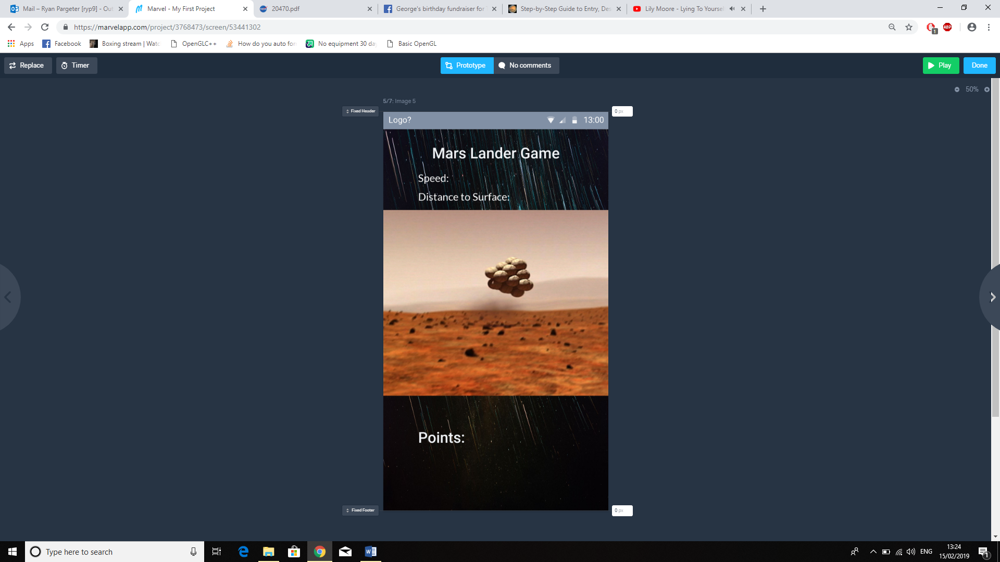 Mail – Ryan Pargeter [ryp9] - Out
Marvel - My First Project
20470.pdf
George's birthday fundraiser for
Step-by-Step Guide to Entry, Des
Lily Moore - Lying To Yoursel
https://marvelapp.com/project/3768473/screen/53441302
1
ABP
Apps
Facebook
Boxing stream | Watc
OpenGLC++
How do you auto for
No equipment 30 da
Basic OpenGL
Replace
Timer
Prototype
No comments
Play
Done
50%
5/7: Image 5
Fixed Header
0 px
Logo?
13:00
Mars Lander Game
Speed:
Distance to Surface:
Points:
Fixed Footer
0 px
Type here to search
ENG
13:24
15/02/2019
1